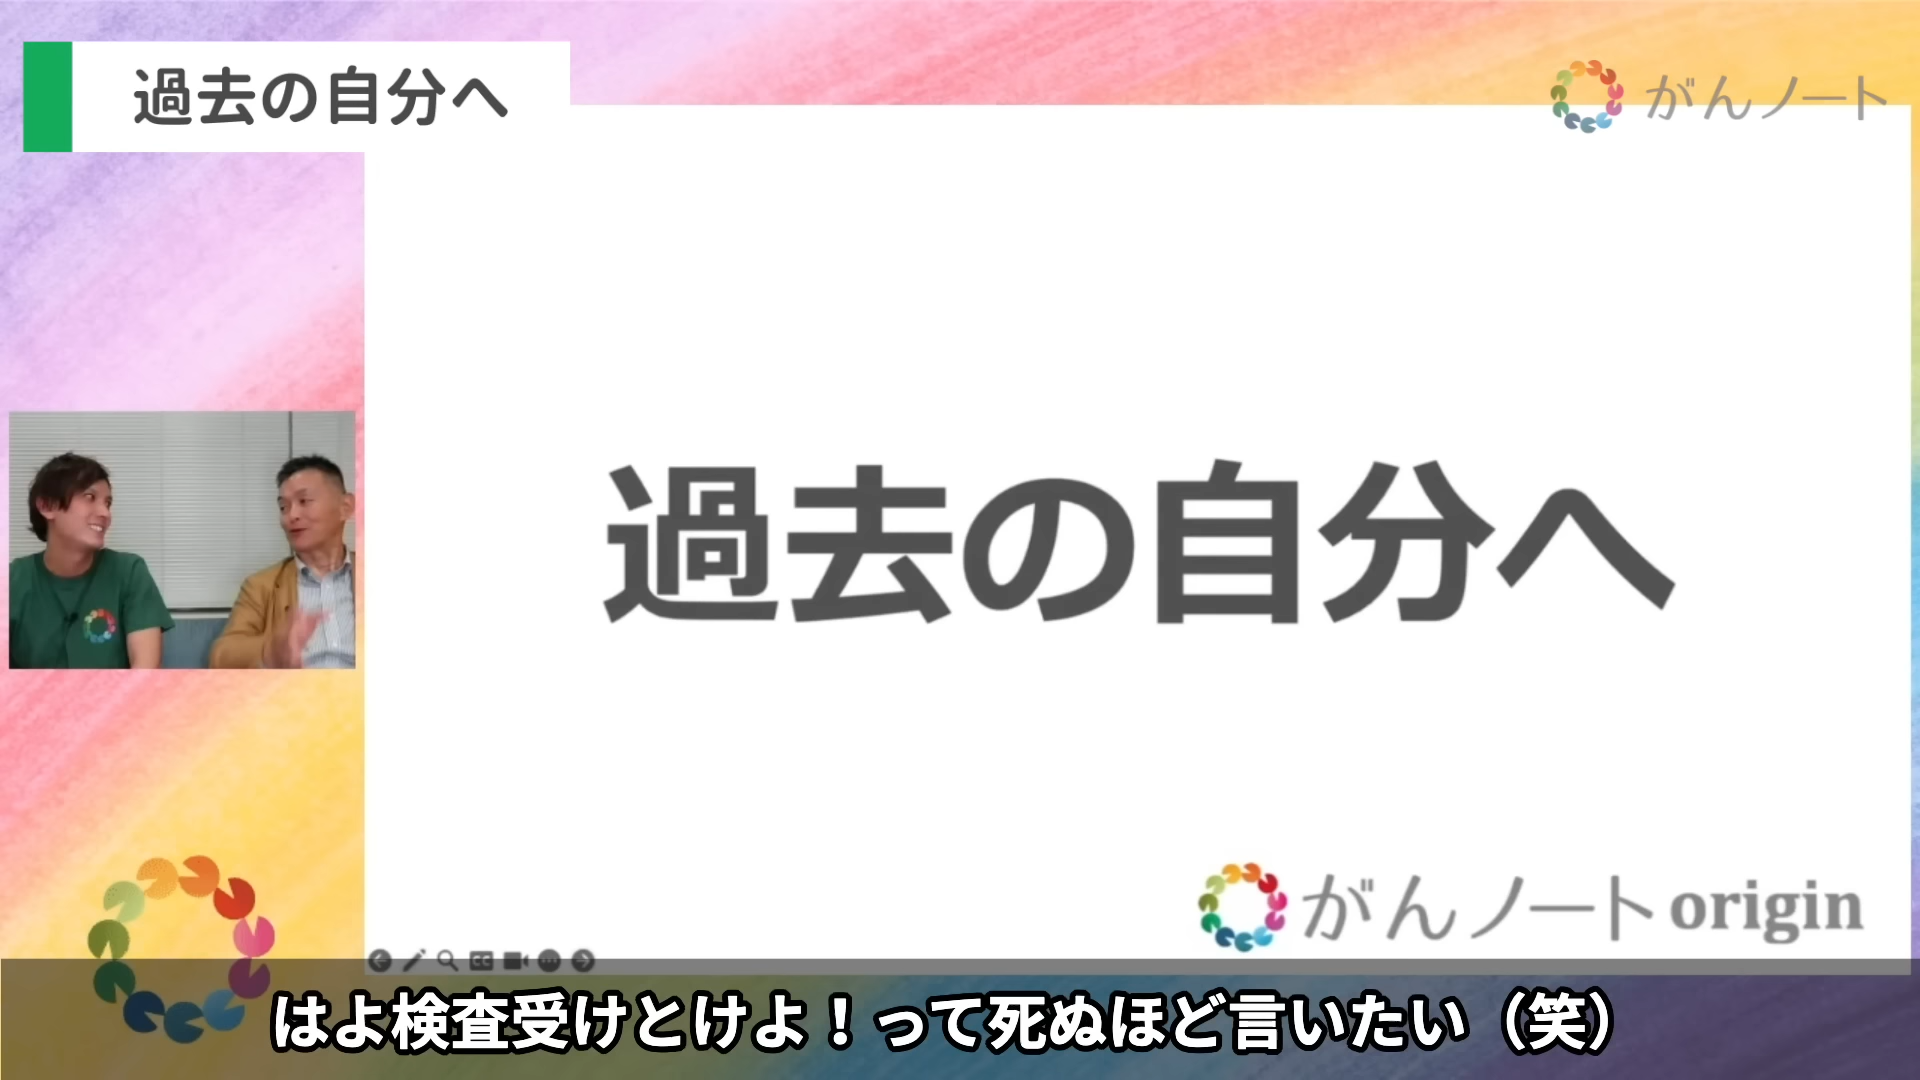 過去の自分へ
がんノート
過去の自分へ
がんノート origin
CC
はよ検査受けとけよ！って死ぬほど言いたい（笑）